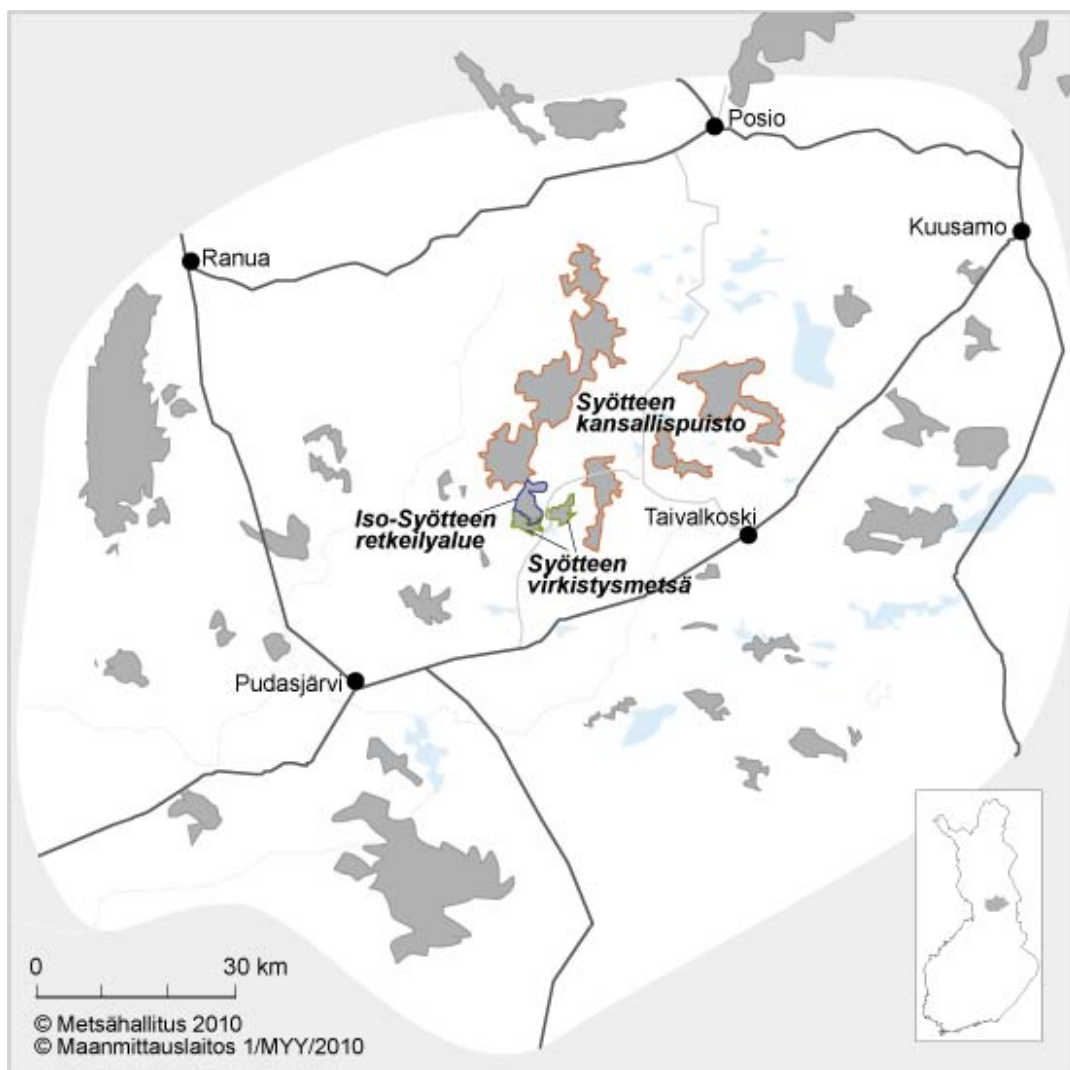 Posio
Kuusamo
Ranua
Syötteen
kansallispuisto
Iso-Syötteen
retkeilyalue
Taivalkoski
Syötteen
virkistysmetsä
Pudasjärvi
0 30 km
© Metsähallitus 2010
© Maanmittauslaitos 1/MYY/2010